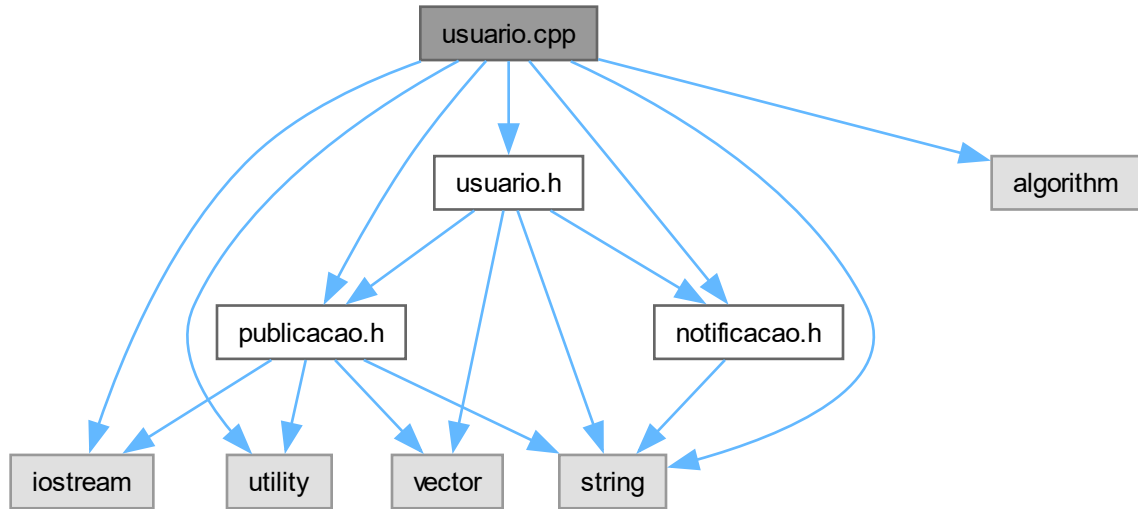 usuario.cpp
usuario.h
algorithm
publicacao.h
notificacao.h
iostream
utility
vector
string